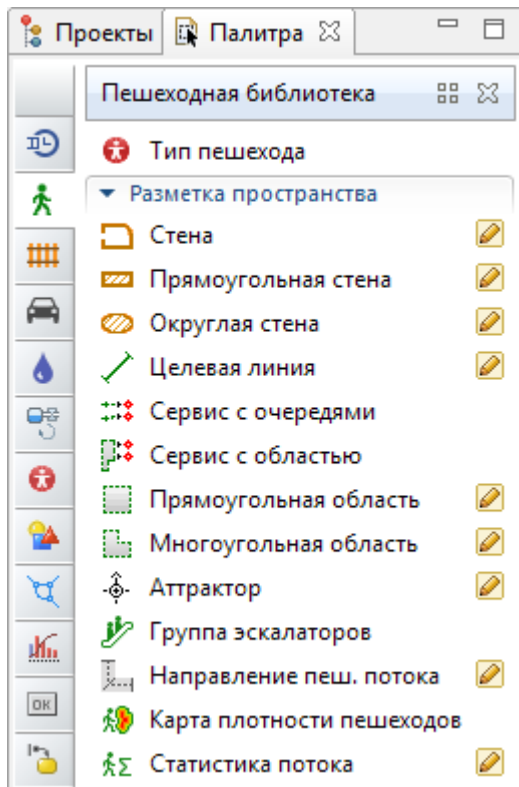 Проекты
Палитра
Пешеходная библиотека
Тип пешехода
Разметка пространства
Стена
Прямоугольная стена
Округлая стена
Целевая линия
Сервис с очередями
Сервис с областью
Прямоугольная область
Многоугольная область
Аттрактор
Группа эскалаторов
Направление пеш. потока
Карта плотности пешеходов
OK
Статистика потока